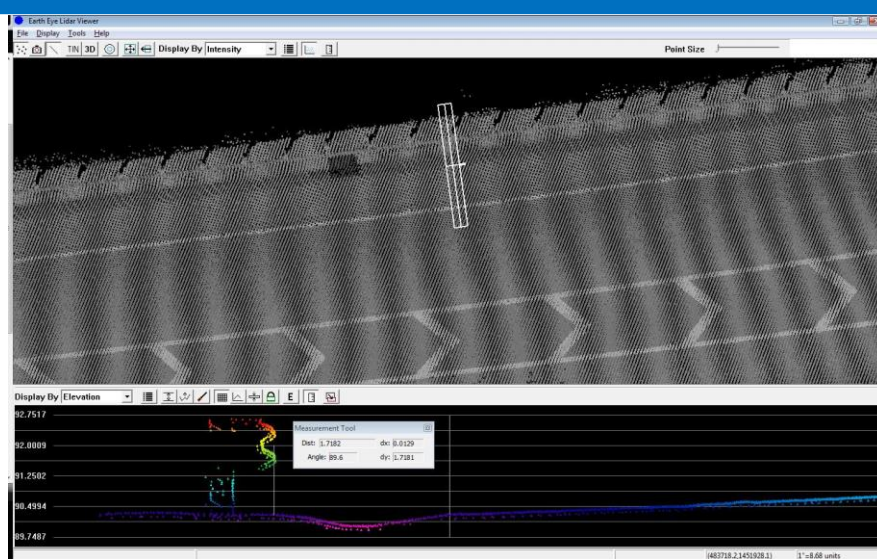 Earth Eye Lidar Viewer
File Display Tools Help
TIN 3D Display By Intensity Point Size
Display By Elevation E
92.7517
92.0009
91.2502
90.4994
89.7487
Measurement Tool
Dist: 1.7182 dx: 0.0129
Angle: 89.6 dy: 1.7181
(483718.2,1451928.1) 1"=8.68 units